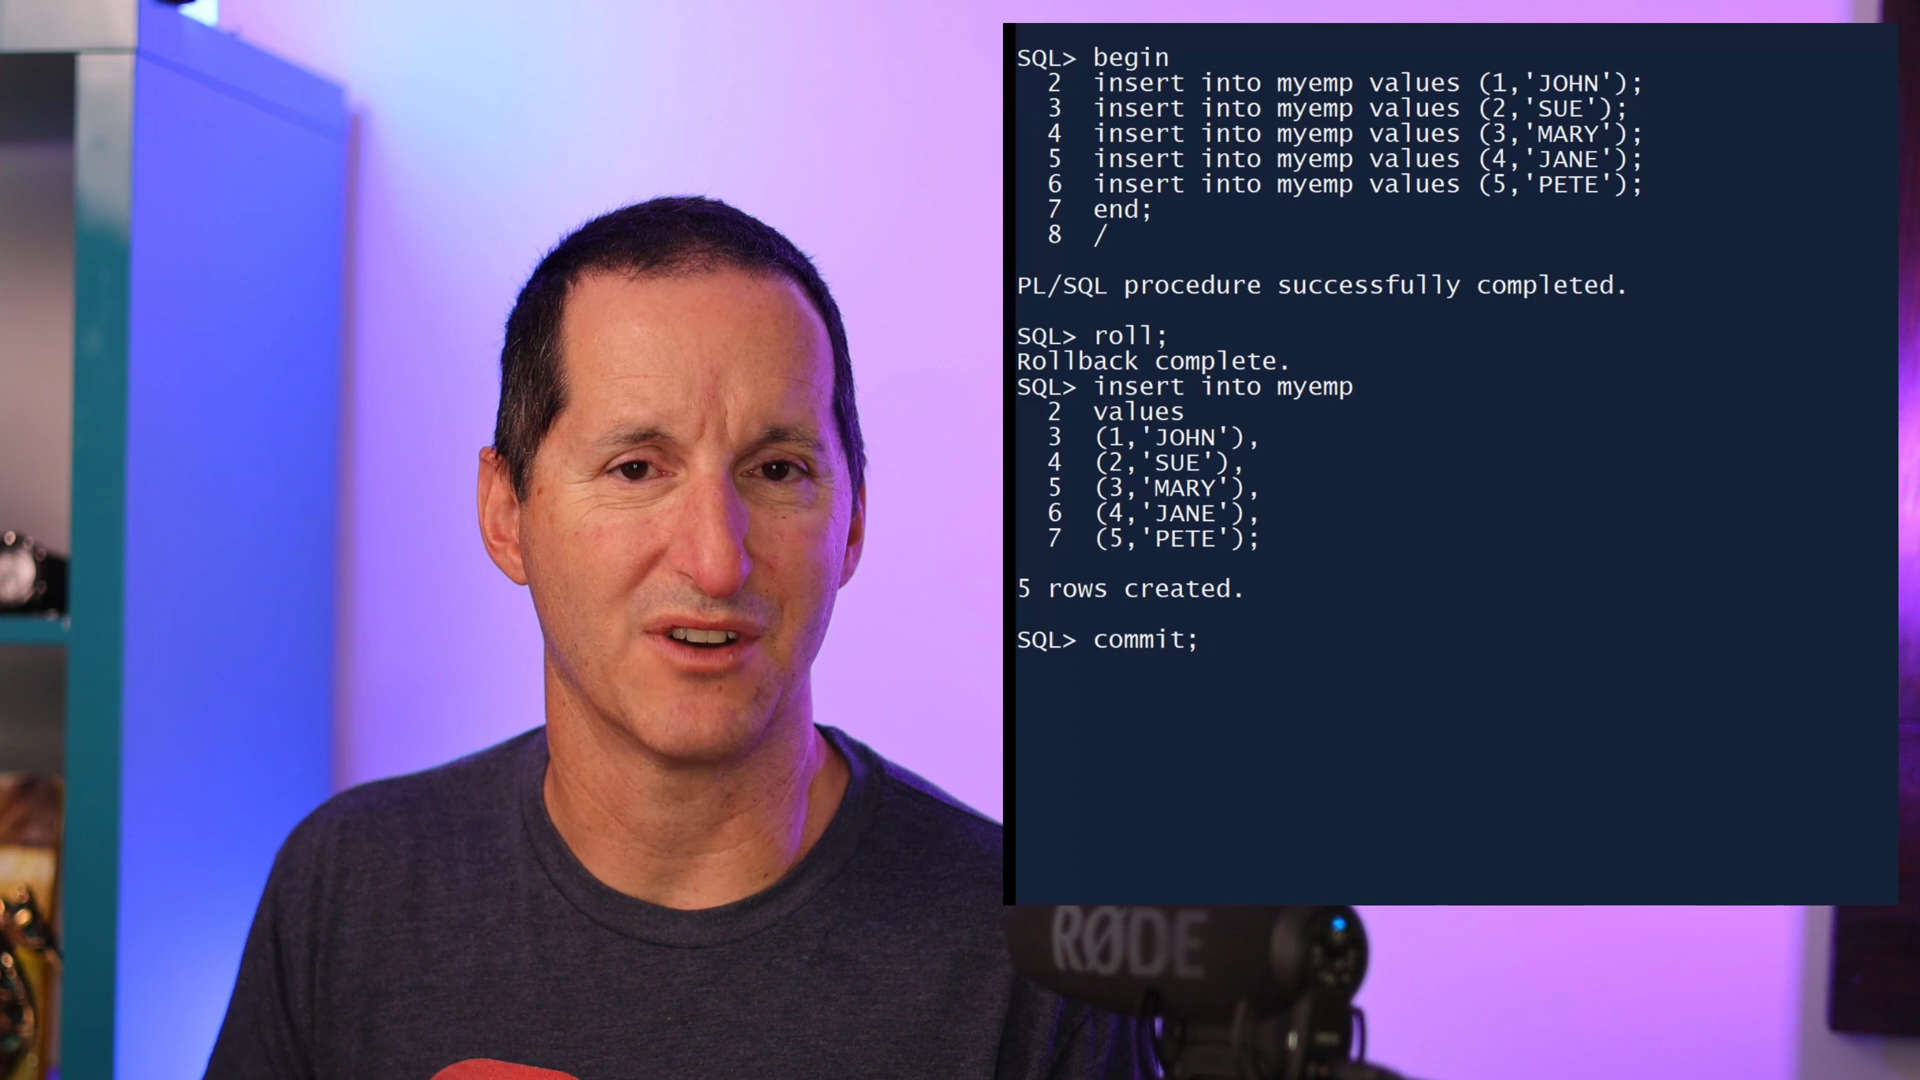 SQL> begin
2 insert into myemp values (1,'JOHN');
3 insert into myemp values (2,'SUE');
4 insert into myemp values (3,'MARY');
5 insert into myemp values (4,'JANE');
6 insert into myemp values (5,'PETE');
7 end;
8 /
PL/SQL procedure successfully completed.
SQL> roll;
Rollback complete.
SQL> insert into myemp
2 values
3 (1,'JOHN'),
4 (2,'SUE'),
5 (3,'MARY'),
6 (4,'JANE'),
7 (5,'PETE');
5 rows created.
SQL> commit;
RØDE